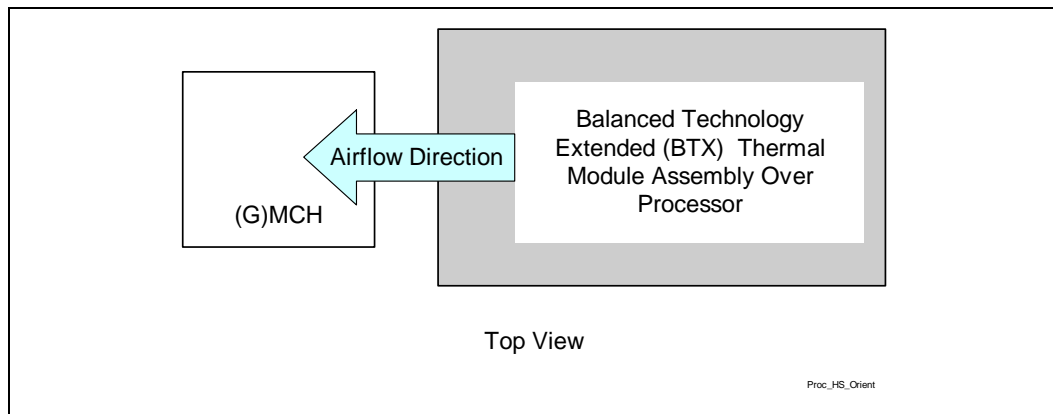 Balanced Technology
Extended (BTX)  Thermal
Module Assembly Over
Processor
Airflow Direction
(G)MCH
Top View
Proc_HS_Orient